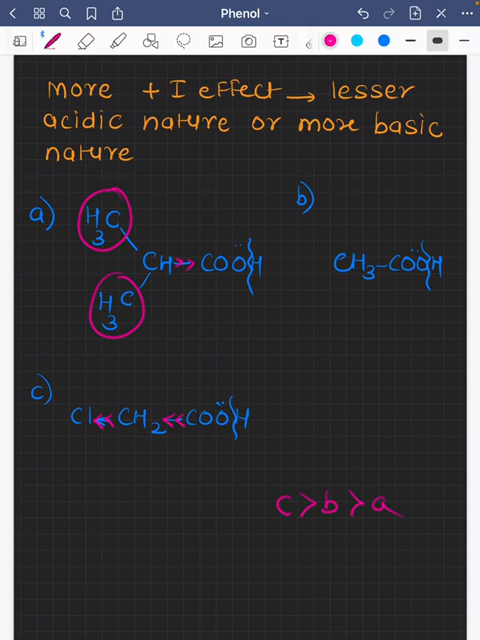 Phenol
More + I effect → lesser
acidic nature or more basic
nature
a)
H3C
CH→COOH
H3C
b)
CH3-COOH
c)
Cl←CH2←COOH
c>b>a